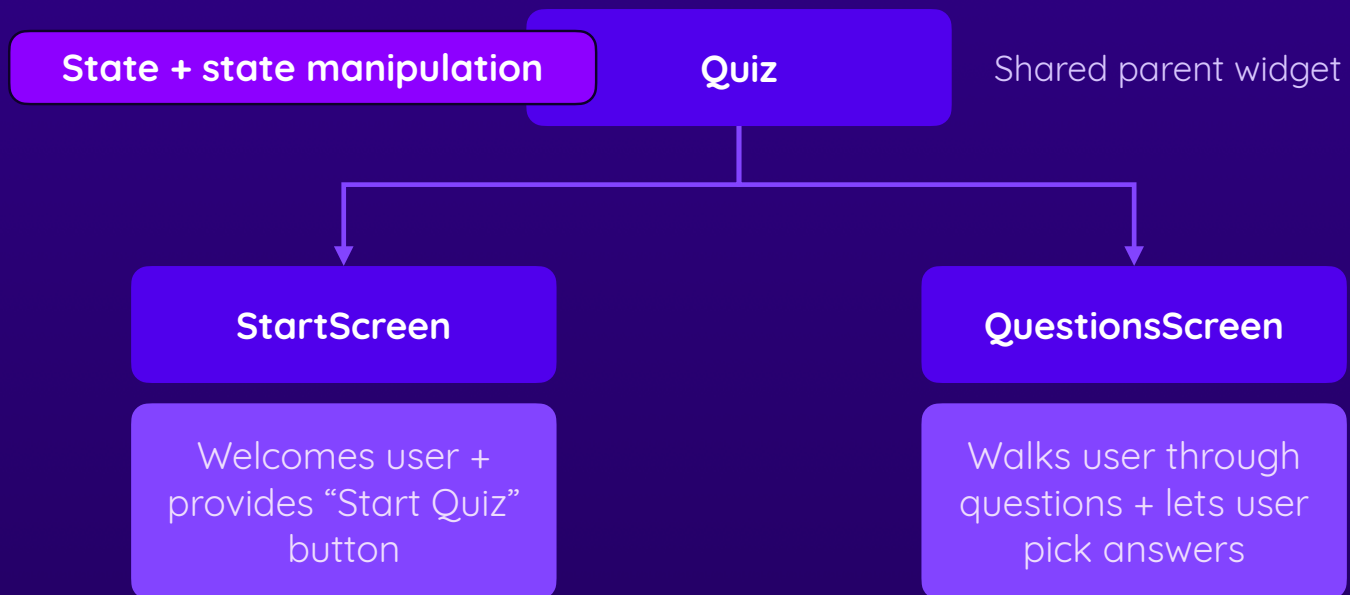 State + state manipulation
Quiz
Shared parent widget
StartScreen
QuestionsScreen
Welcomes user +
provides “Start Quiz”
button
Walks user through
questions + lets user
pick answers